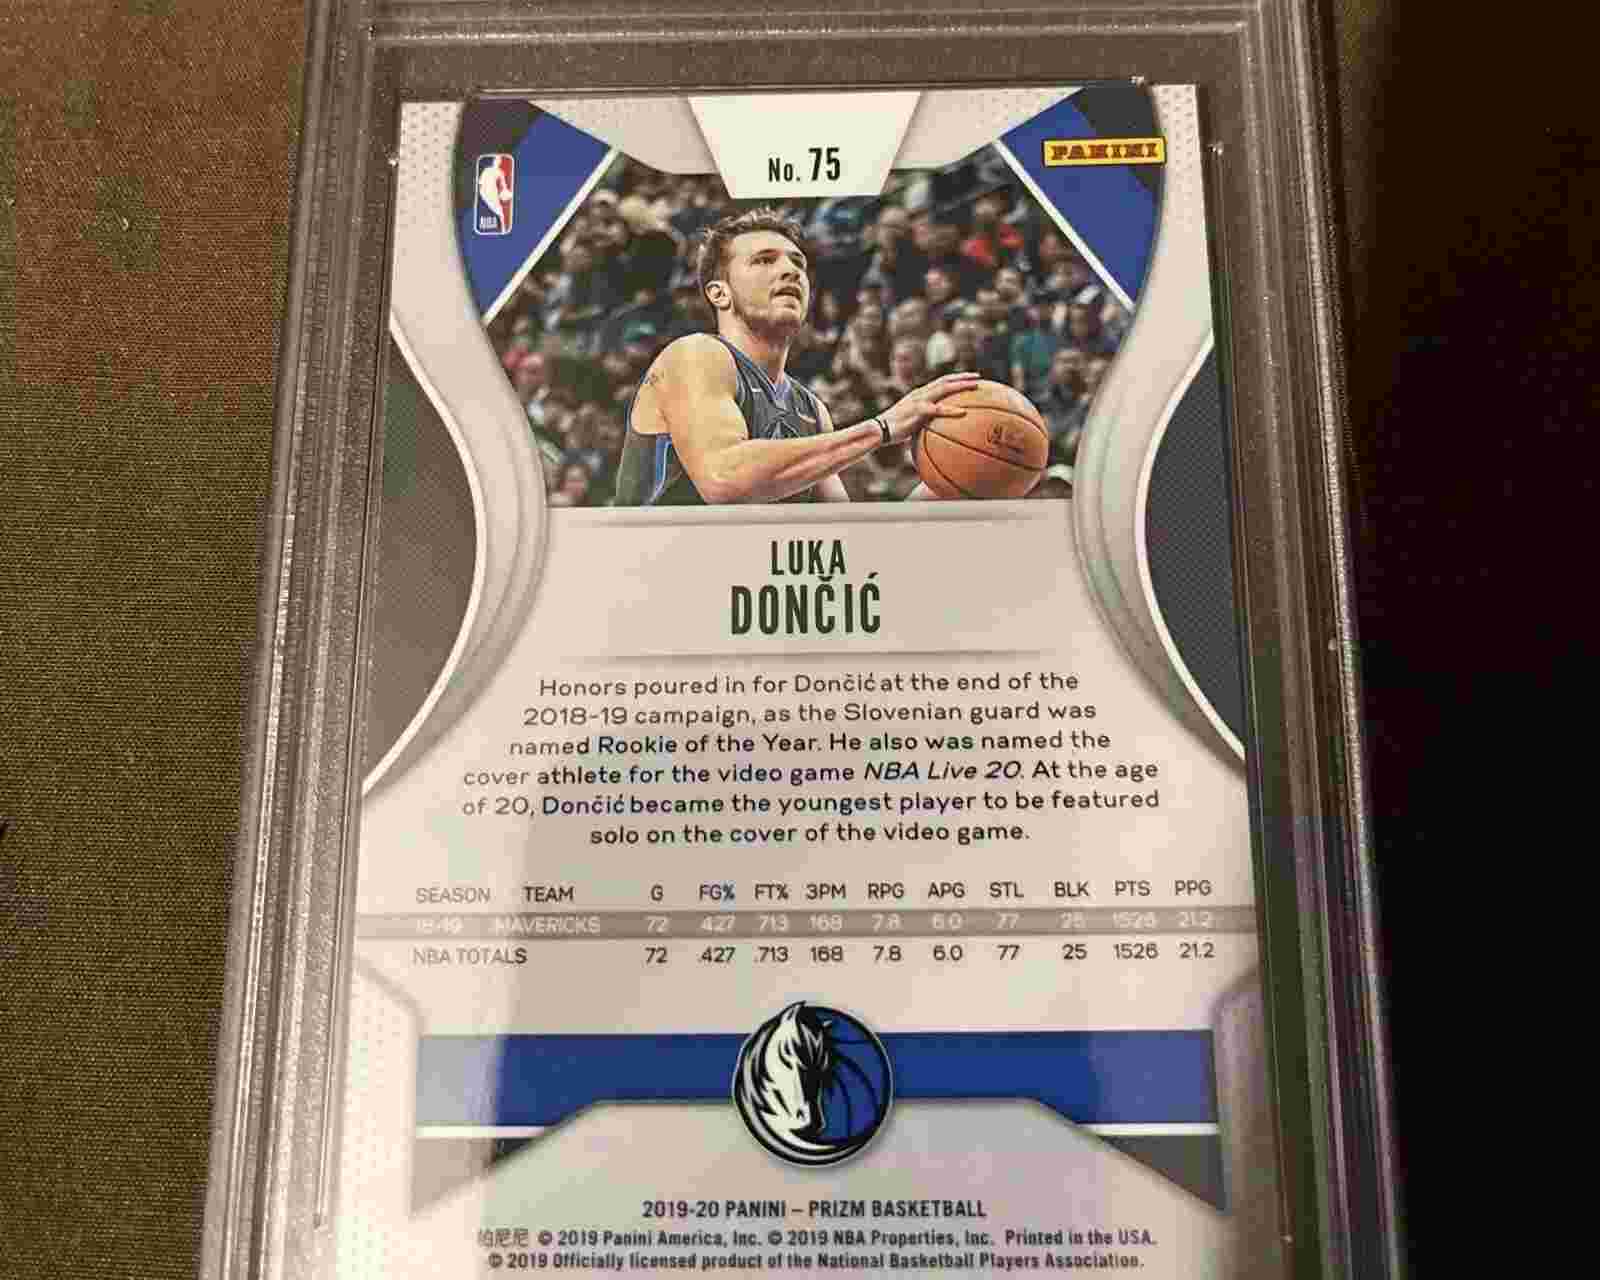 No. 75
PANINI
NBA
LUKA
DONČIĆ
Honors poured in for Dončić at the end of the
2018-19 campaign, as the Slovenian guard was
named Rookie of the Year. He also was named the
cover athlete for the video game NBA Live 20. At the age
of 20, Dončić became the youngest player to be featured
solo on the cover of the video game.
SEASON TEAM G FG% FT% 3PM RPG APG STL BLK PTS PPG
18-19 MAVERICKS 72 .427 .713 168 7.8 6.0 77 25 1526 21.2
NBA TOTALS 72 .427 .713 168 7.8 6.0 77 25 1526 21.2
2019-20 PANINI – PRIZM BASKETBALL
帕尼尼 © 2019 Panini America, Inc. © 2019 NBA Properties, Inc. Printed in the USA.
© 2019 Officially licensed product of the National Basketball Players Association.